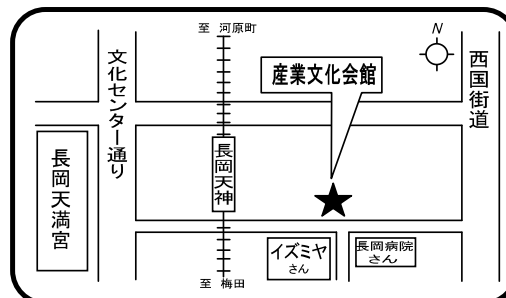 至 河原町
N
産業文化会館
文化センター通り
西国街道
長岡天満宮
長岡天神
イズミヤ
さん
長岡病院
さん
至 梅田